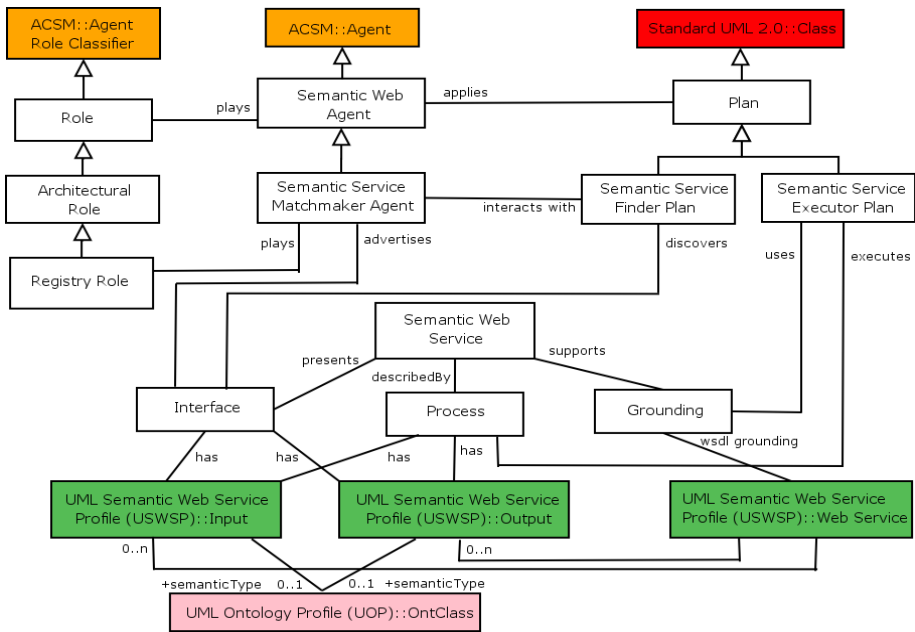 ACSM::Agent
Role Classifier
ACSM::Agent
Standard UML 2.0::Class
Role
plays
Semantic Web
Agent
applies
Plan
Architectural
Role
Semantic Service
Matchmaker Agent
interacts with
Semantic Service
Finder Plan
Semantic Service
Executor Plan
plays
advertises
discovers
uses
executes
Registry Role
Semantic Web
Service
presents
describedBy
supports
Interface
Process
Grounding
has
has
has
has
wsdl grounding
UML Semantic Web Service
Profile (USWSP)::Input
UML Semantic Web Service
Profile (USWSP)::Output
UML Semantic Web Service
Profile (USWSP)::Web Service
0..n
0..n
+semanticType
0..1
0..1
+semanticType
UML Ontology Profile (UOP)::OntClass